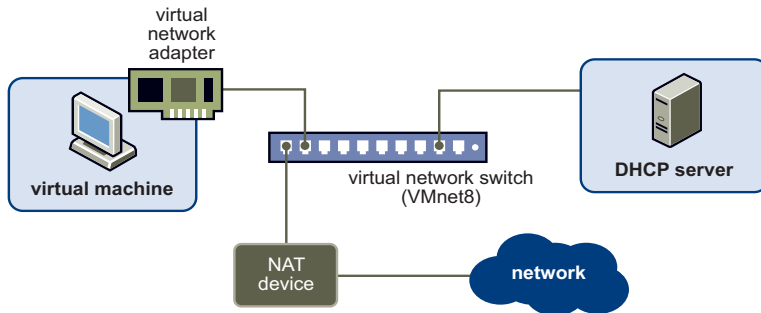 virtual
network
adapter
virtual machine
virtual network switch
(VMnet8)
DHCP server
NAT
device
network